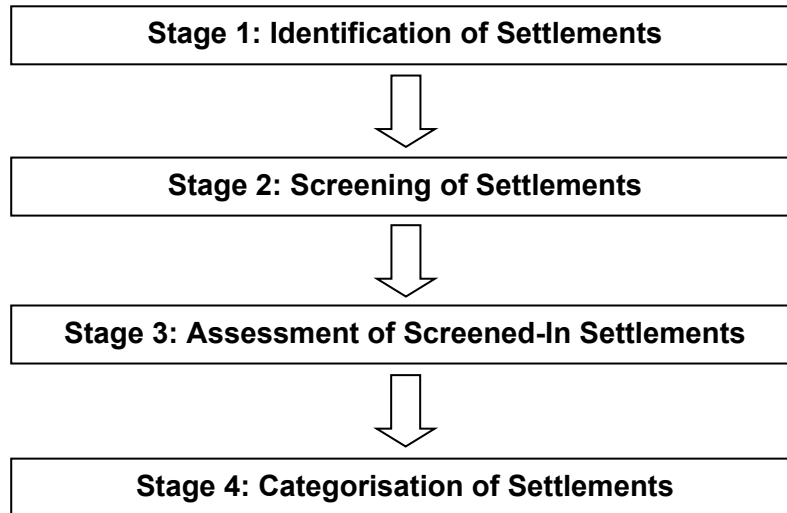 Stage 1: Identification of Settlements
Stage 2: Screening of Settlements
Stage 3: Assessment of Screened-In Settlements
Stage 4: Categorisation of Settlements